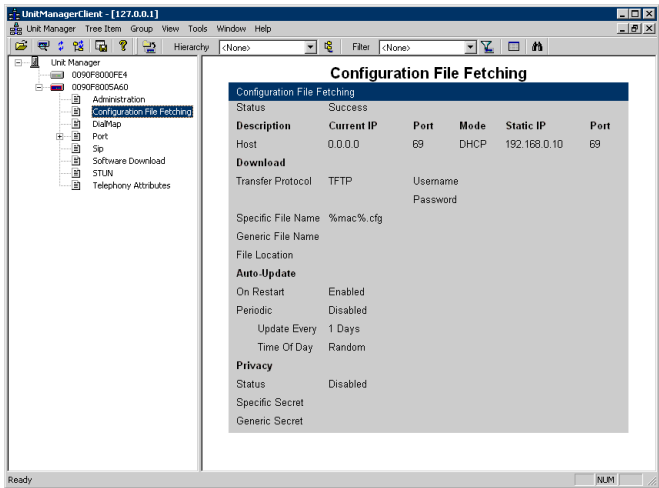 UnitManagerClient - [127.0.0.1]
Unit Manager Tree Item Group View Tools Window Help
Hierarchy <None> Filter <None>
Unit Manager
0090F8000FE4
0090F8005A60
Administration
Configuration File Fetching
DialMap
Port
Sip
Software Download
STUN
Telephony Attributes
Configuration File Fetching
Configuration File Fetching
Status Success
Description Current IP Port Mode Static IP Port
Host 0.0.0.0 69 DHCP 192.168.0.10 69
Download
Transfer Protocol TFTP Username
Password
Specific File Name %mac%.cfg
Generic File Name
File Location
Auto-Update
On Restart Enabled
Periodic Disabled
Update Every 1 Days
Time Of Day Random
Privacy
Status Disabled
Specific Secret
Generic Secret
Ready NUM